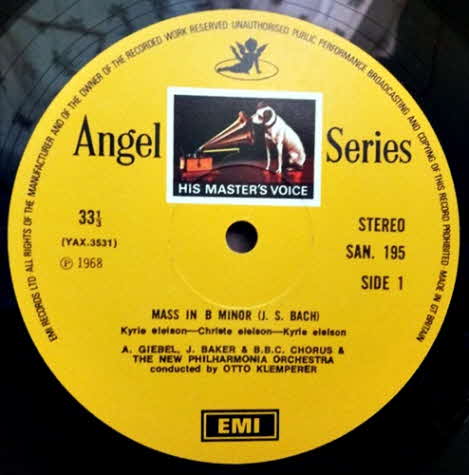 EMI RECORDS LTD·ALL RIGHTS OF THE MANUFACTURER AND OF THE OWNER OF THE RECORDED WORK RESERVED UNAUTHORISED PUBLIC PERFORMANCE BROADCASTING AND COPYING OF THIS RECORD PROHIBITED MADE IN GT BRITAIN
Angel Series
HIS MASTER'S VOICE
33⅓
(YAX.3531)
℗ 1968
STEREO
SAN. 195
SIDE 1
MASS IN B MINOR (J. S. BACH)
Kyrie eleison—Christe eleison—Kyrie eleison
A. GIEBEL, J. BAKER & B.B.C. CHORUS &
THE NEW PHILHARMONIA ORCHESTRA
conducted by OTTO KLEMPERER
EMI